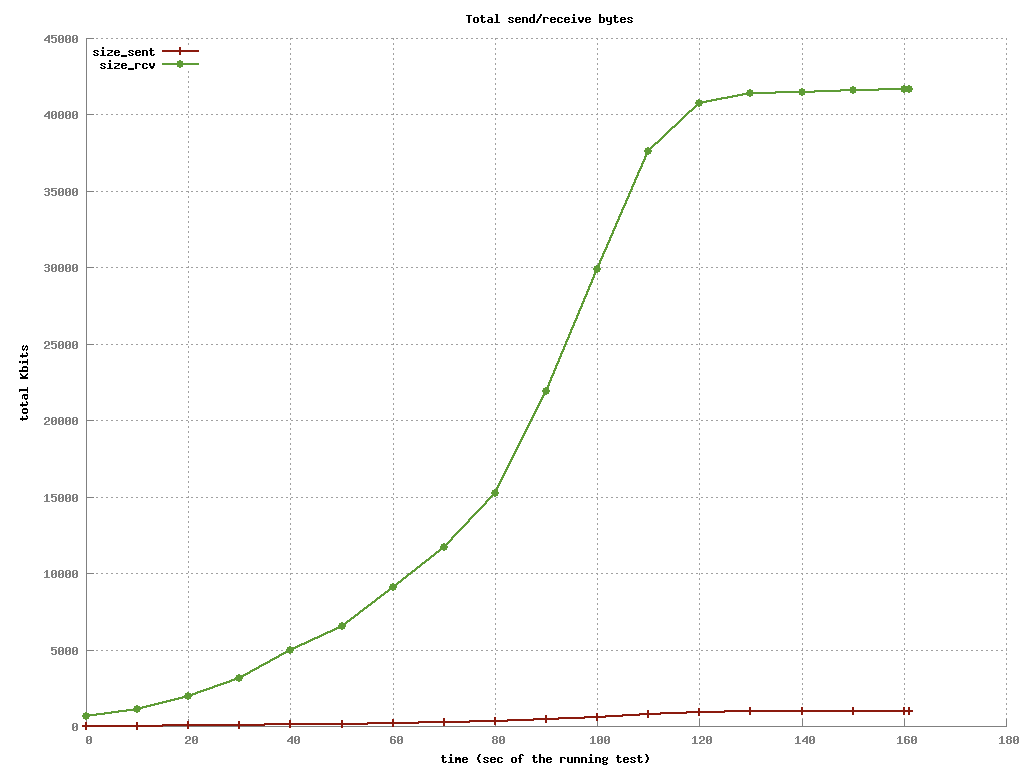 Total send/receive bytes
45000
size_sent
size_rcv
40000
35000
30000
25000
total Kbits
20000
15000
10000
5000
0
0 20 40 60 80 100 120 140 160 180
time (sec of the running test)